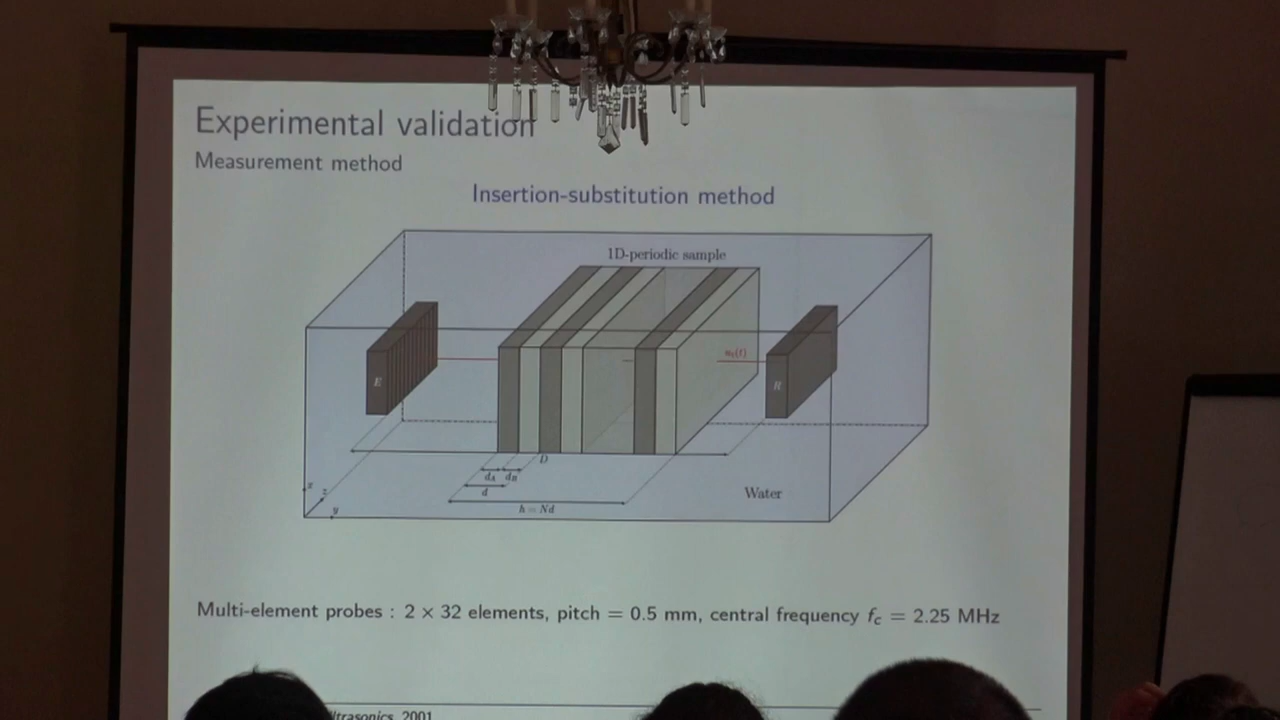 Experimental validation
Measurement method
Insertion-substitution method
1D-periodic sample
E
R
D
d_A d_B
d
h = Nd
Water
x
z
y
Multi-element probes : 2 × 32 elements, pitch = 0.5 mm, central frequency f_c = 2.25 MHz
2001